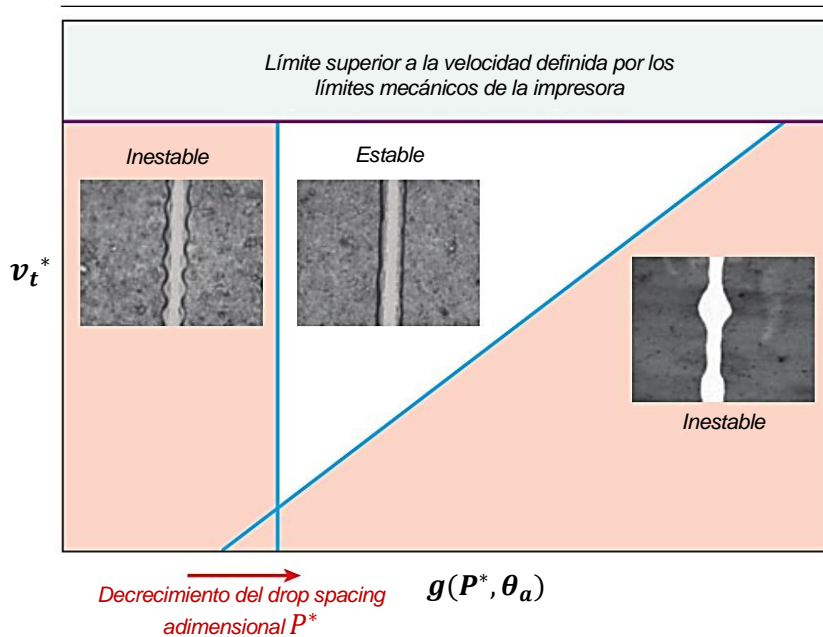 Límite superior a la velocidad definida por los
límites mecánicos de la impresora
Inestable
Estable
v_t*
Inestable
Decrecimiento del drop spacing
adimensional P*
g(P*, θ_a)